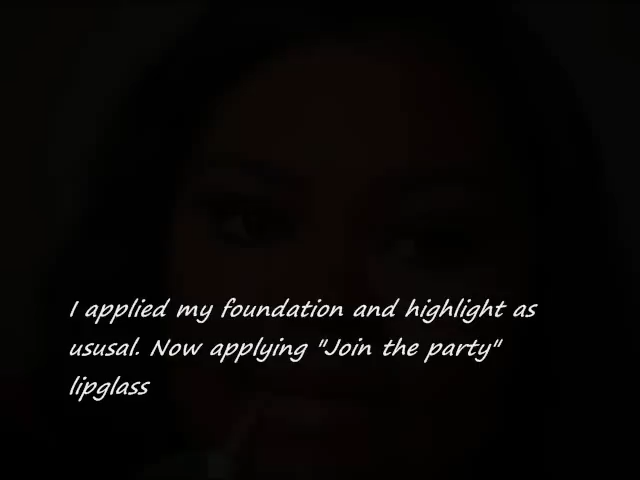 I applied my foundation and highlight as
ususal. Now applying "Join the party"
lipglass